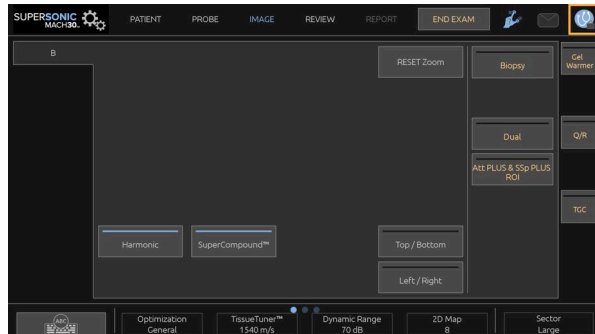 SUPERSONIC
MACH30®
PATIENT
PROBE
IMAGE
REVIEW
REPORT
END EXAM
B
RESET Zoom
Biopsy
Gel
Warmer
Dual
Q/R
Att PLUS & SSp PLUS
ROI
TGC
Harmonic
SuperCompound™
Top / Bottom
Left / Right
ABC
Optimization
General
TissueTuner™
1540 m/s
Dynamic Range
70 dB
2D Map
8
Sector
Large